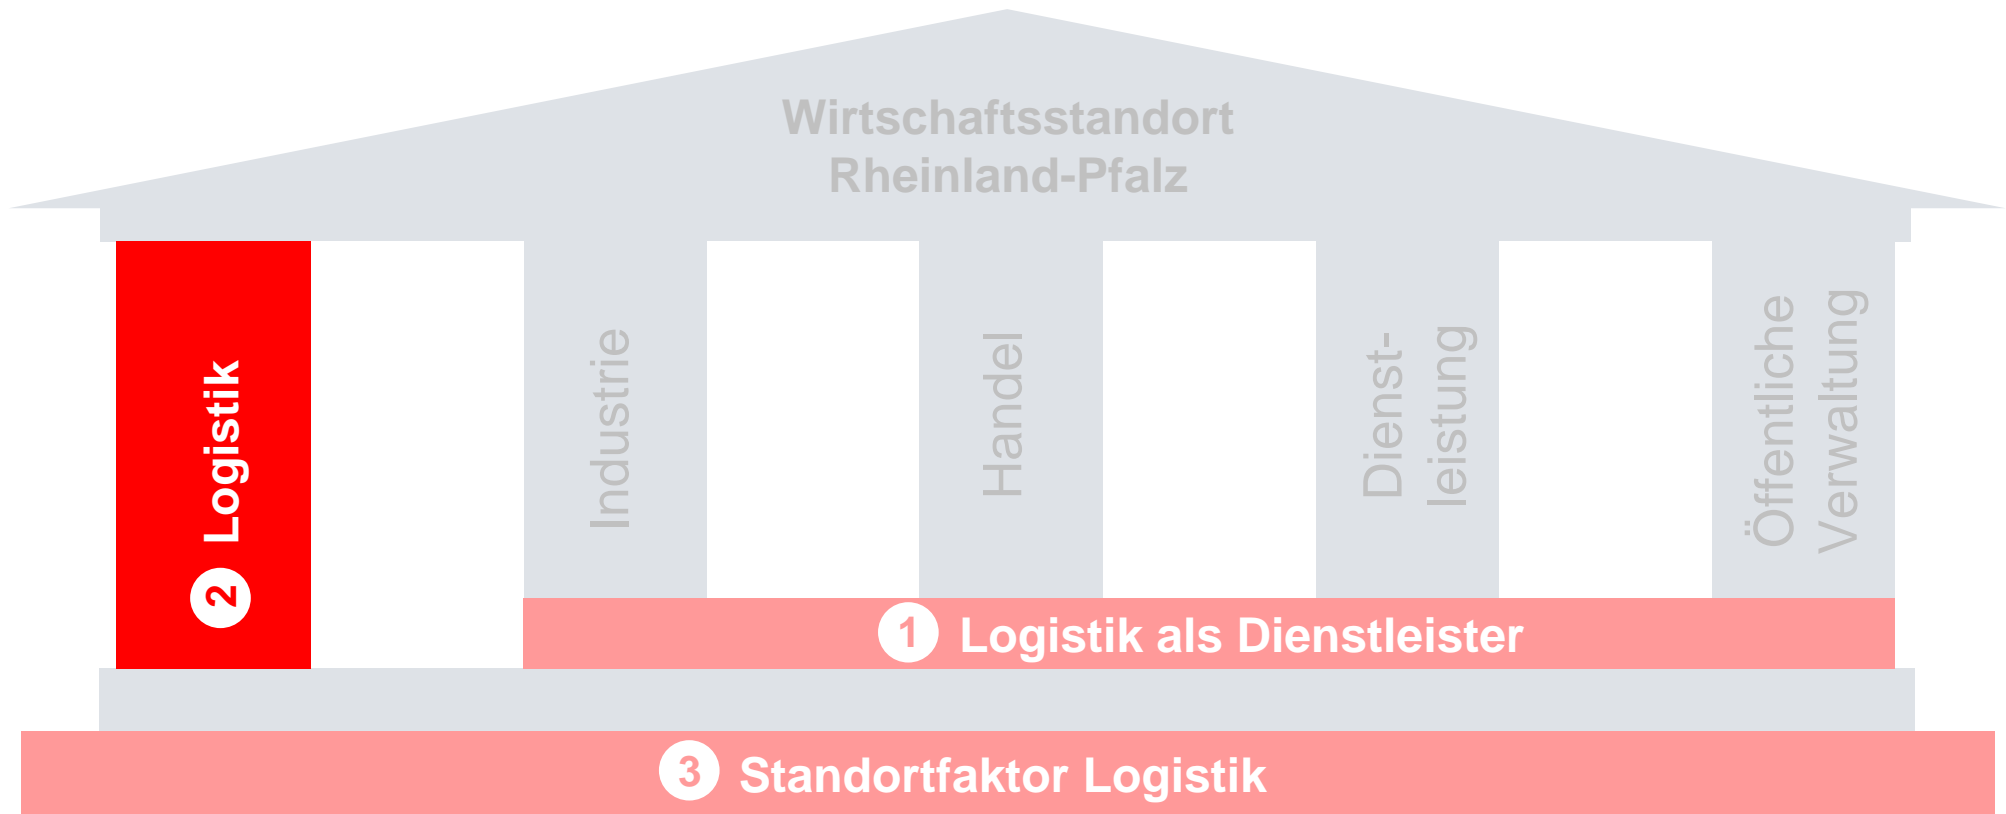 Wirtschaftsstandort
Rheinland-Pfalz
2 Logistik
Industrie
Handel
Dienst-
leistung
Öffentliche
Verwaltung
1 Logistik als Dienstleister
3 Standortfaktor Logistik